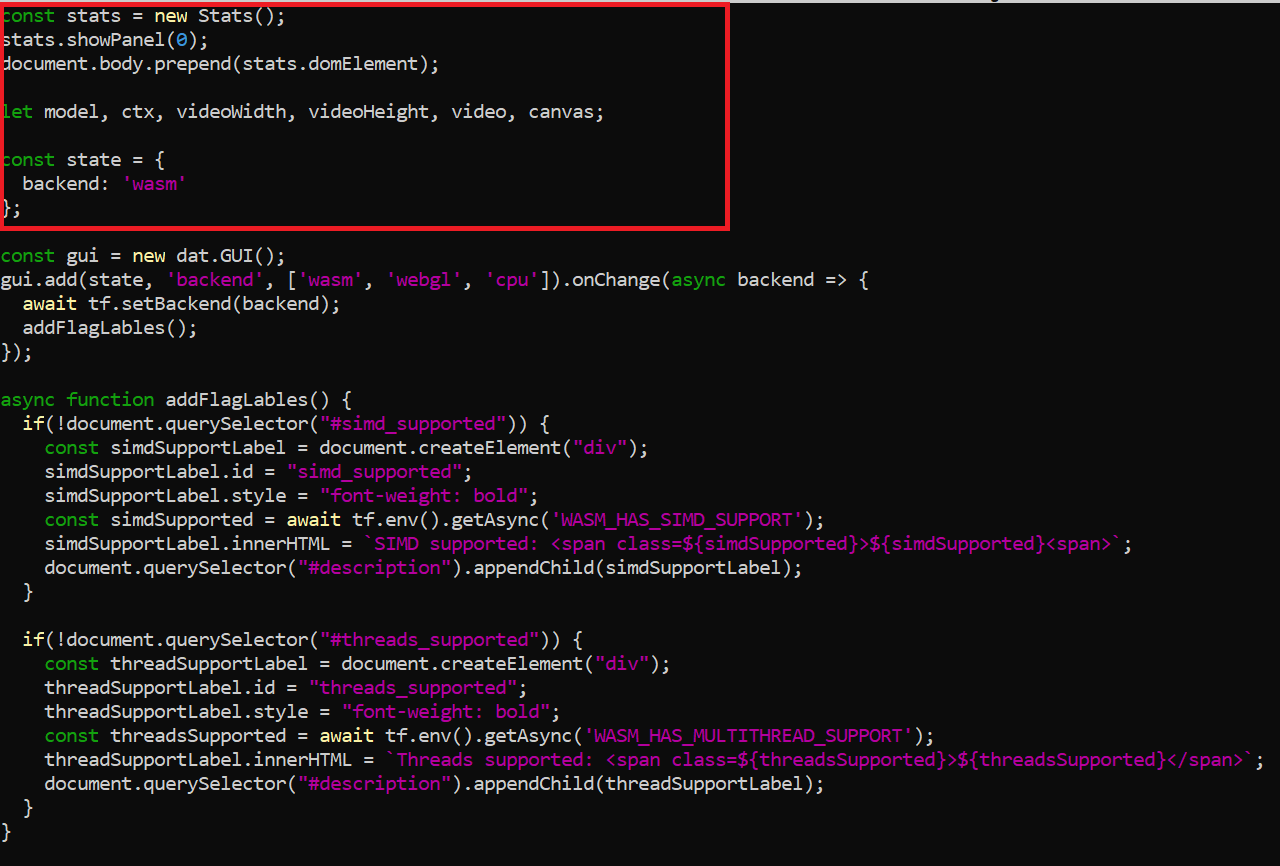 const stats = new Stats();
stats.showPanel(0);
document.body.prepend(stats.domElement);
let model, ctx, videoWidth, videoHeight, video, canvas;
const state = {
  backend: 'wasm'
};
const gui = new dat.GUI();
gui.add(state, 'backend', ['wasm', 'webgl', 'cpu']).onChange(async backend => {
  await tf.setBackend(backend);
  addFlagLables();
});
async function addFlagLables() {
  if(!document.querySelector("#simd_supported")) {
    const simdSupportLabel = document.createElement("div");
    simdSupportLabel.id = "simd_supported";
    simdSupportLabel.style = "font-weight: bold";
    const simdSupported = await tf.env().getAsync('WASM_HAS_SIMD_SUPPORT');
    simdSupportLabel.innerHTML = `SIMD supported: <span class=${simdSupported}>${simdSupported}<span>`;
    document.querySelector("#description").appendChild(simdSupportLabel);
  }
  if(!document.querySelector("#threads_supported")) {
    const threadSupportLabel = document.createElement("div");
    threadSupportLabel.id = "threads_supported";
    threadSupportLabel.style = "font-weight: bold";
    const threadsSupported = await tf.env().getAsync('WASM_HAS_MULTITHREAD_SUPPORT');
    threadSupportLabel.innerHTML = `Threads supported: <span class=${threadsSupported}>${threadsSupported}</span>`;
    document.querySelector("#description").appendChild(threadSupportLabel);
  }
}